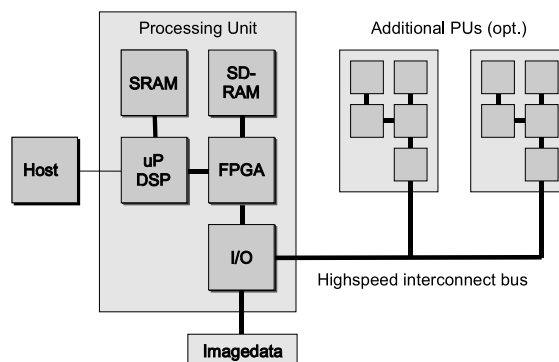 Processing Unit
Additional PUs (opt.)
SRAM
SD-
RAM
Host
uP
DSP
FPGA
I/O
Highspeed interconnect bus
Imagedata